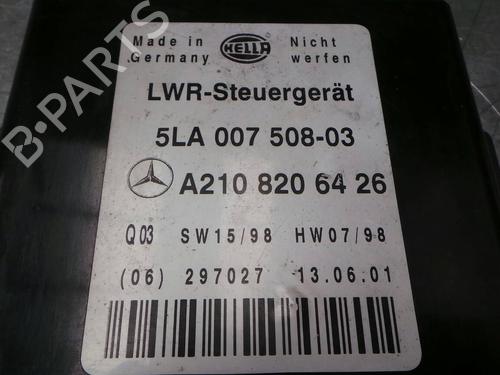 Made in Germany
HELLA
Nicht werfen
LWR-Steuergerät
5LA 007 508-03
A210 820 64 26
Q03 SW15/98 HW07/98
(06) 297027 13.06.01